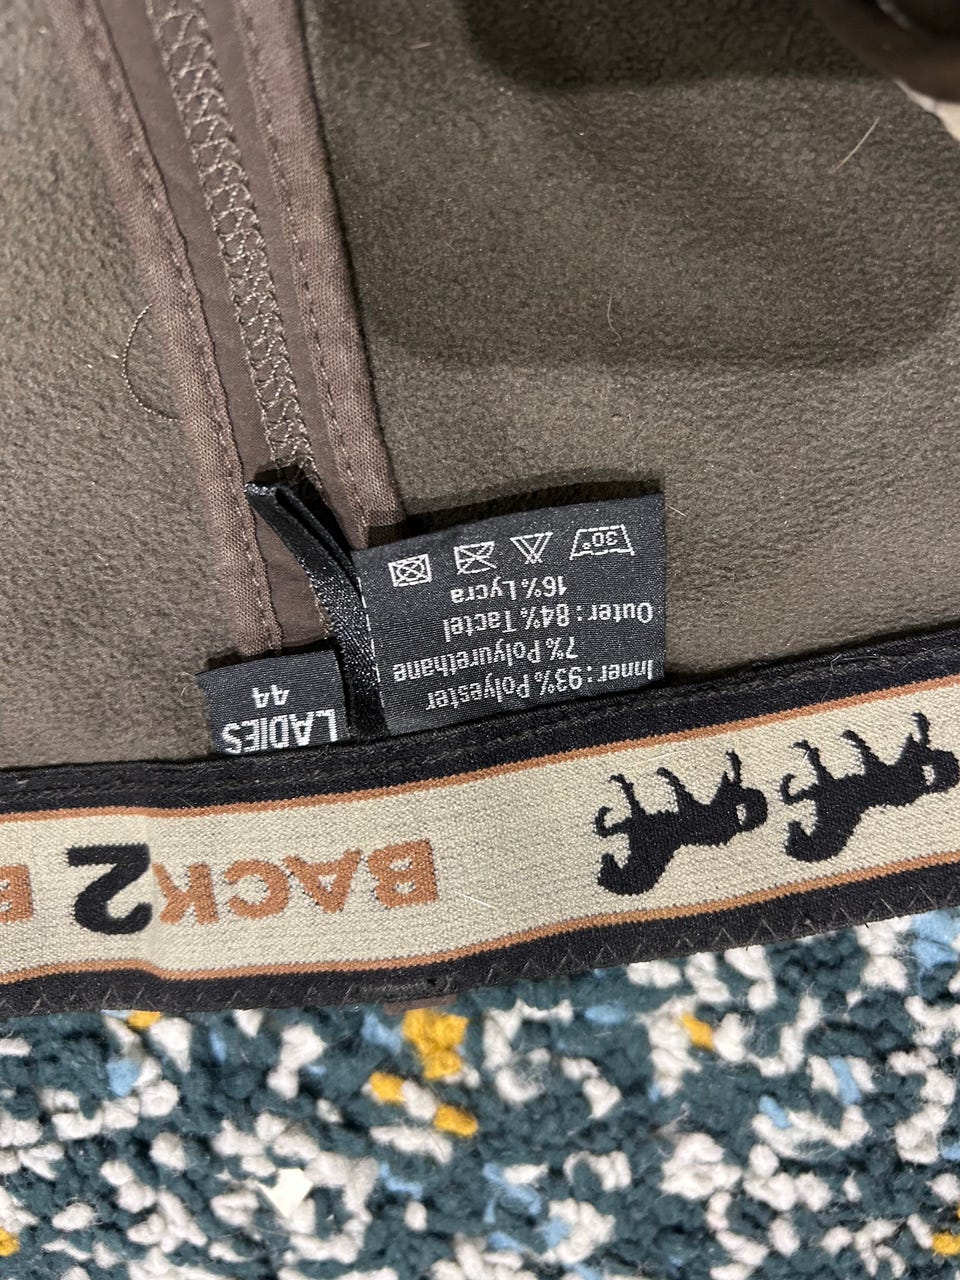 BACK2
LADIES
44
Inner: 93% Polyester
7% Polyurethane
Outer: 84% Tactel
16% Lycra
30°